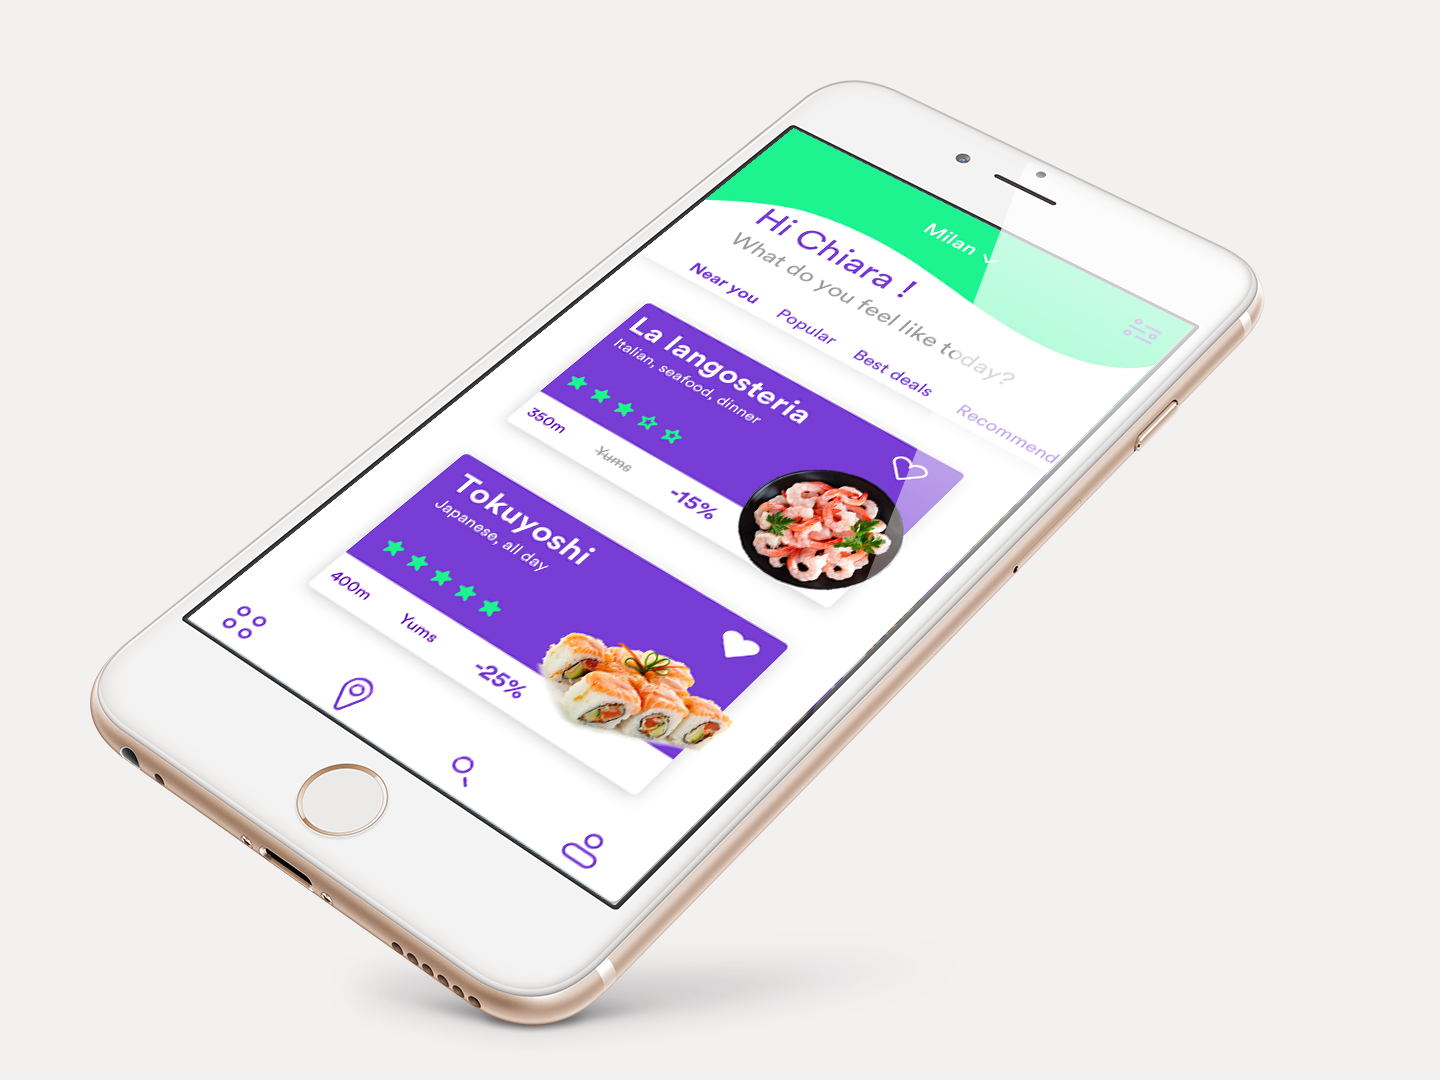 Milan
Hi Chiara !
What do you feel like today?
Near you Popular Best deals Recommend
La langosteria
Italian, seafood, dinner
350m Yums -15%
Tokuyoshi
Japanese, all day
400m Yums -25%